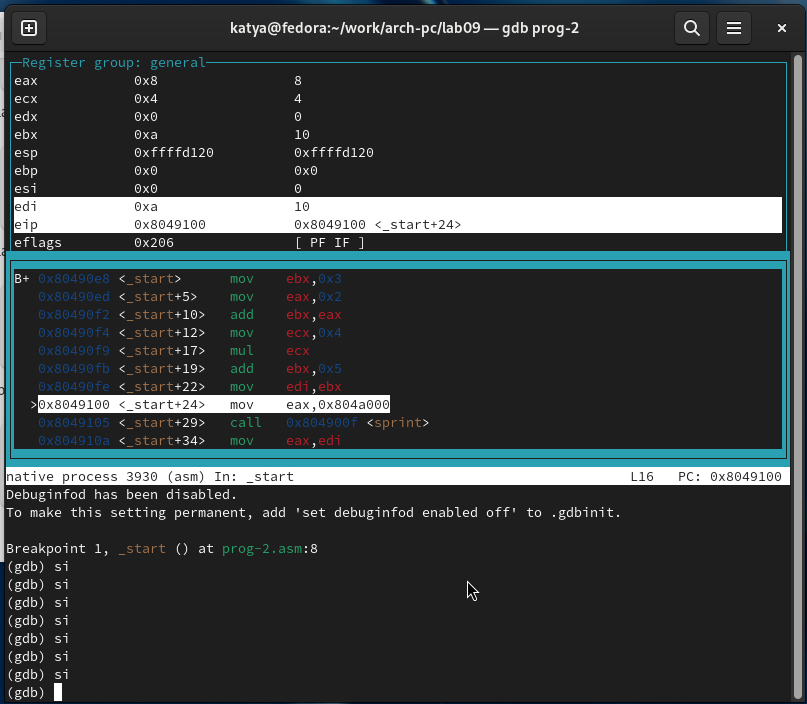 katya@fedora:~/work/arch-pc/lab09 — gdb prog-2
Register group: general
eax 0x8 8
ecx 0x4 4
edx 0x0 0
ebx 0xa 10
esp 0xffffd120 0xffffd120
ebp 0x0 0x0
esi 0x0 0
edi 0xa 10
eip 0x8049100 0x8049100 <_start+24>
eflags 0x206 [ PF IF ]
B+ 0x80490e8 <_start> mov ebx,0x3
0x80490ed <_start+5> mov eax,0x2
0x80490f2 <_start+10> add ebx,eax
0x80490f4 <_start+12> mov ecx,0x4
0x80490f9 <_start+17> mul ecx
0x80490fb <_start+19> add ebx,0x5
0x80490fe <_start+22> mov edi,ebx
>0x8049100 <_start+24> mov eax,0x804a000
0x8049105 <_start+29> call 0x804900f <sprint>
0x804910a <_start+34> mov eax,edi
native process 3930 (asm) In: _start L16 PC: 0x8049100
Debuginfod has been disabled.
To make this setting permanent, add 'set debuginfod enabled off' to .gdbinit.
Breakpoint 1, _start () at prog-2.asm:8
(gdb) si
(gdb) si
(gdb) si
(gdb) si
(gdb) si
(gdb) si
(gdb) si
(gdb)